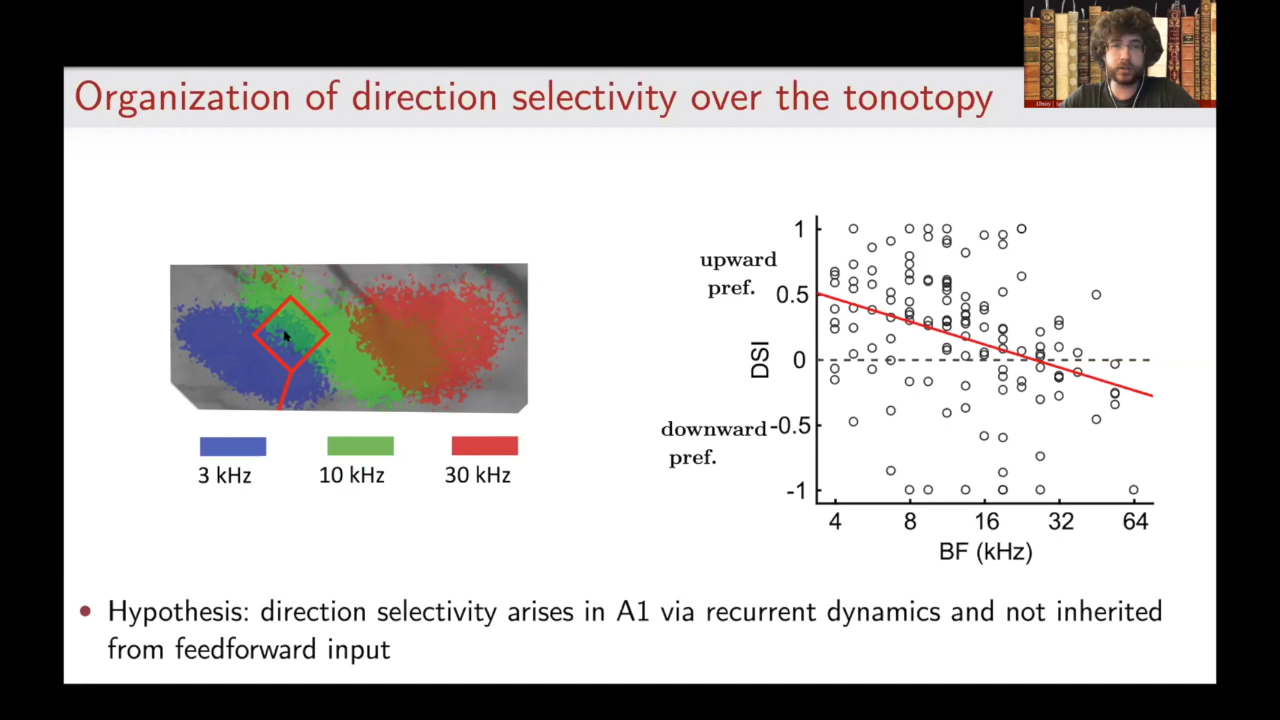 Organization of direction selectivity over the tonotopy
3 kHz
10 kHz
30 kHz
upward
pref.
downward
pref.
DSI
1
0.5
0
-0.5
-1
4
8
16
32
64
BF (kHz)
• Hypothesis: direction selectivity arises in A1 via recurrent dynamics and not inherited
from feedforward input